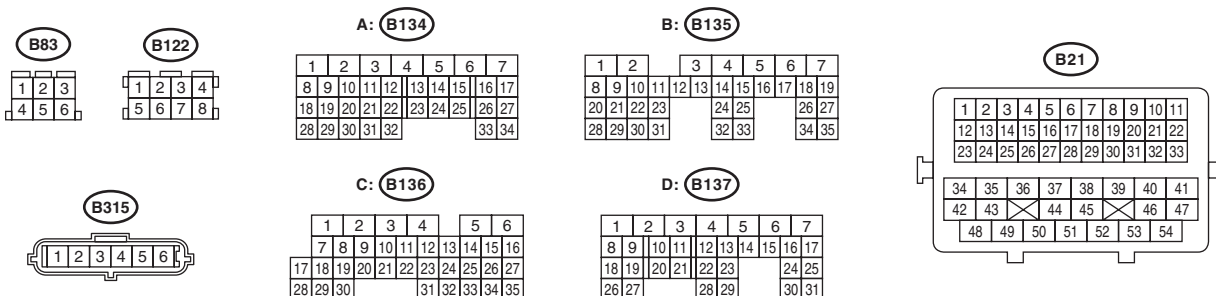 B83
1 2 3
4 5 6
B122
1 2 3 4
5 6 7 8
A: B134
1 2 3 4 5 6 7
8 9 10 11 12 13 14 15 16 17
18 19 20 21 22 23 24 25 26 27
28 29 30 31 32 33 34
B: B135
1 2 3 4 5 6 7
8 9 10 11 12 13 14 15 16 17 18 19
20 21 22 23 24 25 26 27
28 29 30 31 32 33 34 35
B21
1 2 3 4 5 6 7 8 9 10 11
12 13 14 15 16 17 18 19 20 21 22
23 24 25 26 27 28 29 30 31 32 33
34 35 36 37 38 39 40 41
42 43 44 45 46 47
48 49 50 51 52 53 54
B315
1 2 3 4 5 6
C: B136
1 2 3 4 5 6
7 8 9 10 11 12 13 14 15 16
17 18 19 20 21 22 23 24 25 26 27
28 29 30 31 32 33 34 35
D: B137
1 2 3 4 5 6 7
8 9 10 11 12 13 14 15 16 17
18 19 20 21 22 23 24 25
26 27 28 29 30 31